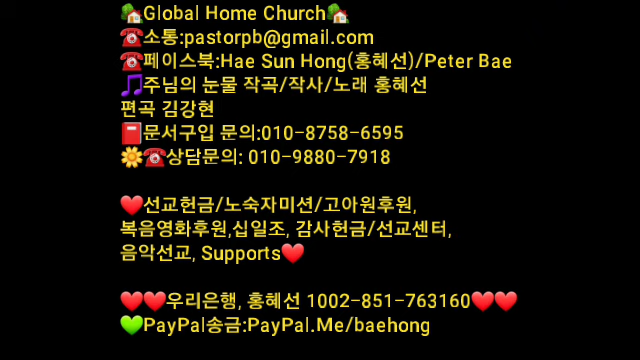 🏡Global Home Church🏡
☎️소통:pastorpb@gmail.com
☎️페이스북:Hae Sun Hong(홍혜선)/Peter Bae
🎵주님의 눈물 작곡/작사/노래 홍혜선
편곡 김강현
📕문서구입 문의:010-8758-6595
🌼☎️상담문의: 010-9880-7918
❤️선교헌금/노숙자미션/고아원후원,
복음영화후원,십일조, 감사헌금/선교센터,
음악선교, Supports❤️
❤️❤️우리은행, 홍혜선 1002-851-763160❤️❤️
💚PayPal송금:PayPal.Me/baehong